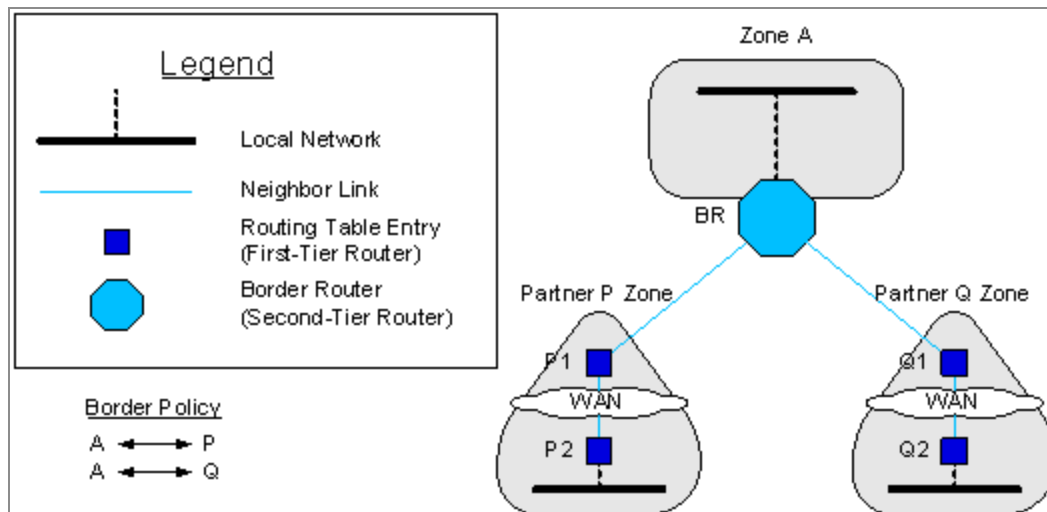 Legend
Local Network
Neighbor Link
Routing Table Entry
(First-Tier Router)
Border Router
(Second-Tier Router)
Border Policy
A P
A Q
Zone A
BR
Partner P Zone
Partner Q Zone
P1
Q1
WAN
WAN
P2
Q2